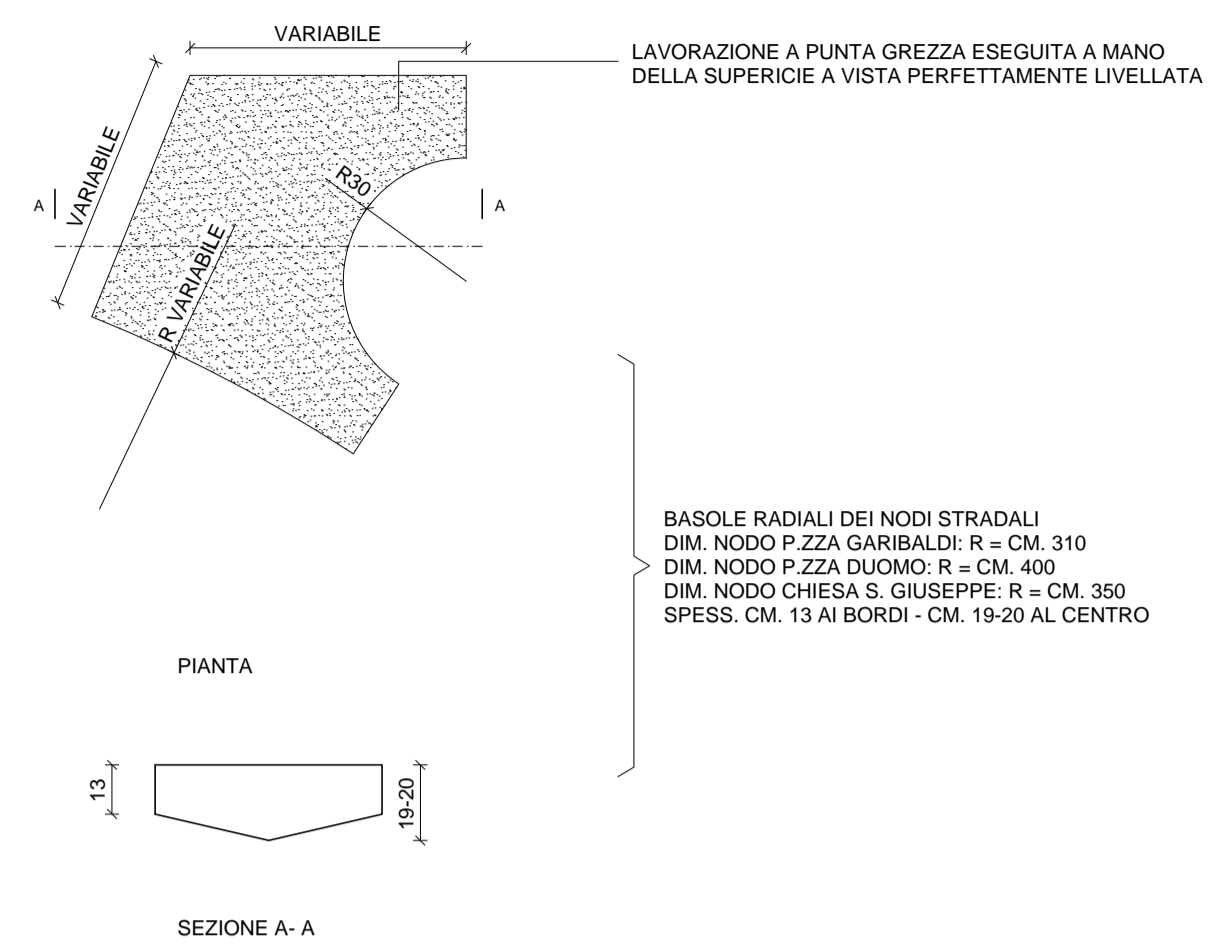 VARIABILE
LAVORAZIONE A PUNTA GREZZA ESEGUITA A MANO
DELLA SUPERICIE A VISTA PERFETTAMENTE LIVELLATA
VARIABILE
R30
A
A
R VARIABILE
BASOLE RADIALI DEI NODI STRADALI
DIM. NODO P.ZZA GARIBALDI: R = CM. 310
DIM. NODO P.ZZA DUOMO: R = CM. 400
DIM. NODO CHIESA S. GIUSEPPE: R = CM. 350
SPESS. CM. 13 AI BORDI - CM. 19-20 AL CENTRO
PIANTA
13
19-20
SEZIONE A- A